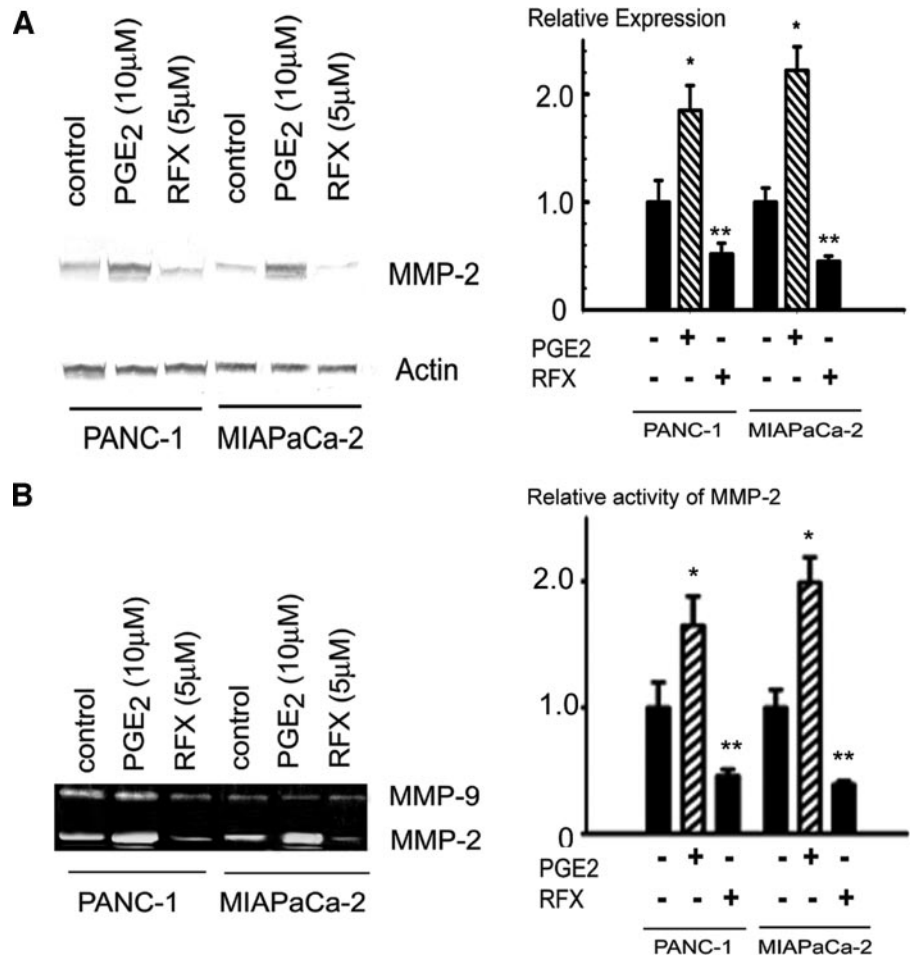 A
control
PGE2 (10µM)
RFX (5µM)
control
PGE2 (10µM)
RFX (5µM)
MMP-2
Actin
PANC-1
MIAPaCa-2
Relative Expression
2.0
1.0
0
* ** * **
PGE2 - + - - + -
RFX - - + - - +
PANC-1
MIAPaCa-2
B
control
PGE2 (10µM)
RFX (5µM)
control
PGE2 (10µM)
RFX (5µM)
MMP-9
MMP-2
PANC-1
MIAPaCa-2
Relative activity of MMP-2
2.0
1.0
0
* ** * **
PGE2 - + - - + -
RFX - - + - - +
PANC-1
MIAPaCa-2